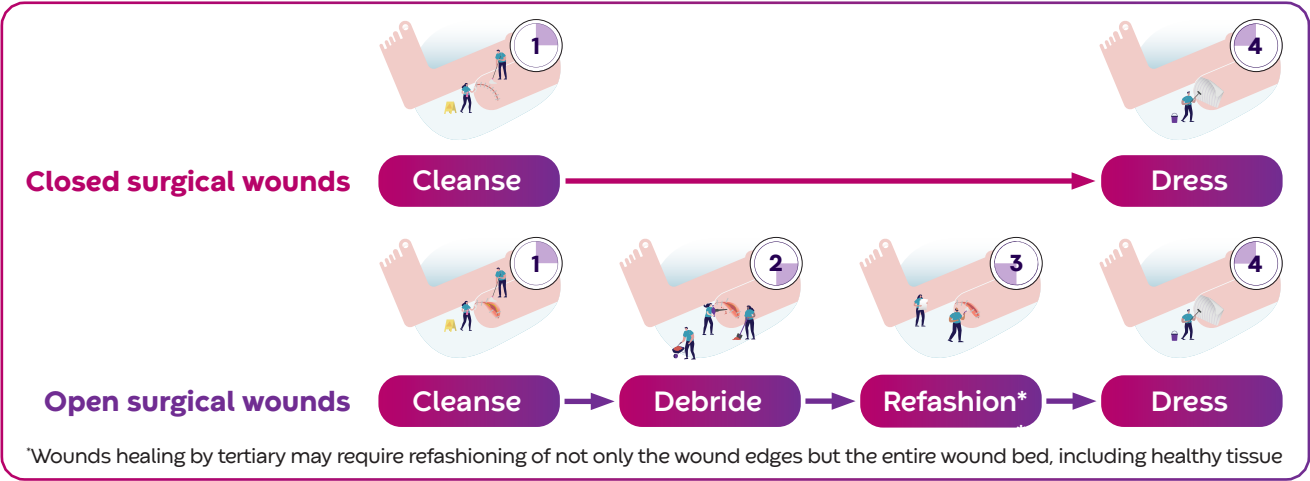 1
4
Closed surgical wounds
Cleanse
Dress
1
2
3
4
Open surgical wounds
Cleanse
Debride
Refashion*
Dress
*Wounds healing by tertiary may require refashioning of not only the wound edges but the entire wound bed, including healthy tissue